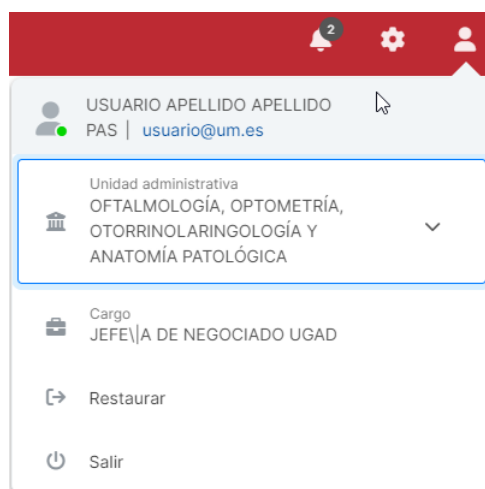 2
USUARIO APELLIDO APELLIDO
PAS | usuario@um.es
Unidad administrativa
OFTALMOLOGÍA, OPTOMETRÍA,
OTORRINOLARINGOLOGÍA Y
ANATOMÍA PATOLÓGICA
Cargo
JEFE\|A DE NEGOCIADO UGAD
Restaurar
Salir